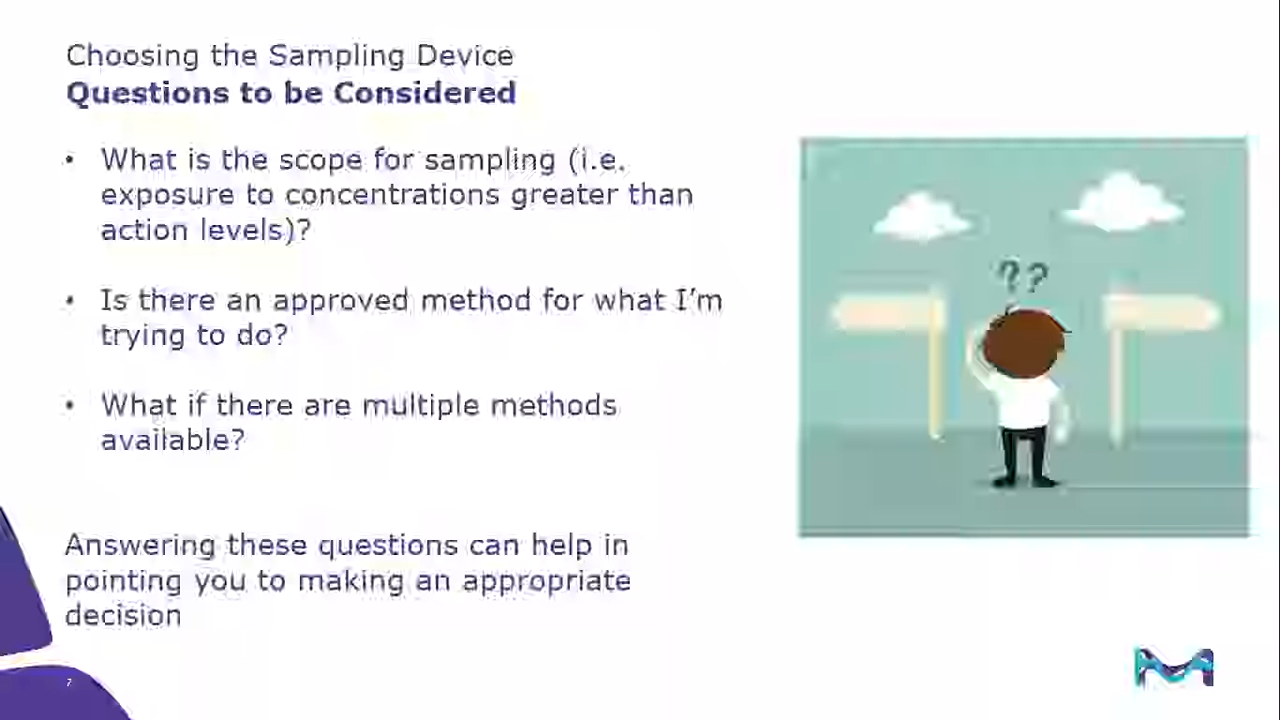 Choosing the Sampling Device
Questions to be Considered
• What is the scope for sampling (i.e.
exposure to concentrations greater than
action levels)?
• Is there an approved method for what I'm
trying to do?
• What if there are multiple methods
available?
??
Answering these questions can help in
pointing you to making an appropriate
decision
7